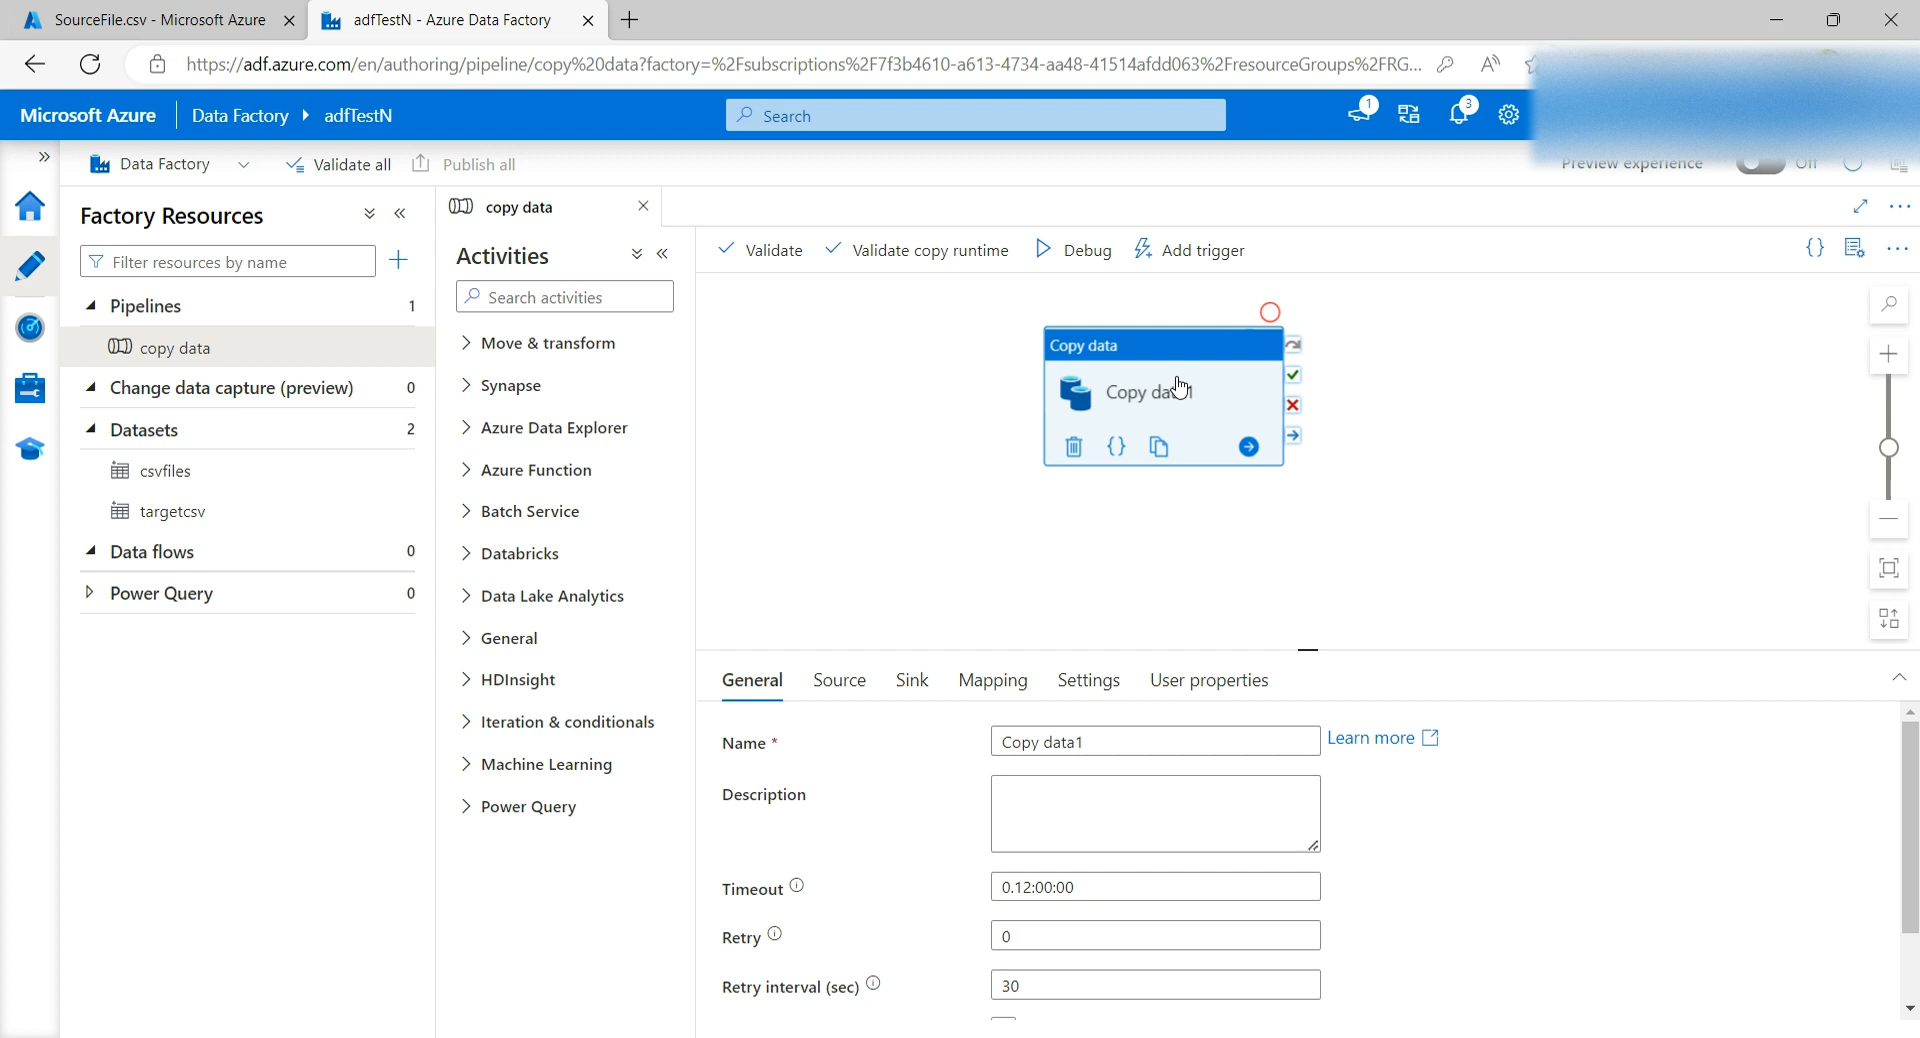 SourceFile.csv - Microsoft Azure
adfTestN - Azure Data Factory
https://adf.azure.com/en/authoring/pipeline/copy%20data?factory=%2Fsubscriptions%2F7f3b4610-a613-4734-aa48-41514afdd063%2FresourceGroups%2FRG...
Microsoft Azure
Data Factory
adfTestN
Search
1
3
Data Factory
Validate all
Publish all
Preview experience
Off
Factory Resources
Filter resources by name
Pipelines 1
copy data
Change data capture (preview) 0
Datasets 2
csvfiles
targetcsv
Data flows 0
Power Query 0
copy data
Activities
Search activities
Move & transform
Synapse
Azure Data Explorer
Azure Function
Batch Service
Databricks
Data Lake Analytics
General
HDInsight
Iteration & conditionals
Machine Learning
Power Query
Validate
Validate copy runtime
Debug
Add trigger
Copy data
Copy data1
General
Source
Sink
Mapping
Settings
User properties
Name * Copy data1 Learn more
Description
Timeout 0.12:00:00
Retry 0
Retry interval (sec) 30